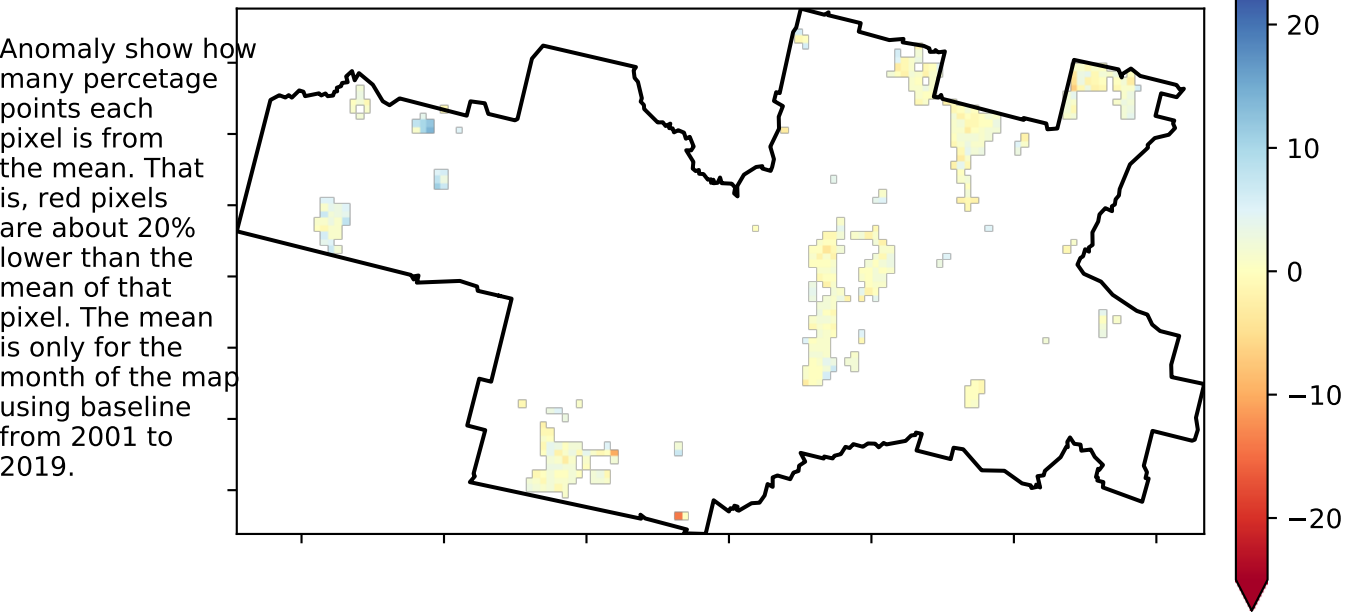 Anomaly show how
many percetage
points each
pixel is from
the mean. That
is, red pixels
are about 20%
lower than the
mean of that
pixel. The mean
is only for the
month of the map
using baseline
from 2001 to
2019.
20
10
0
−10
−20